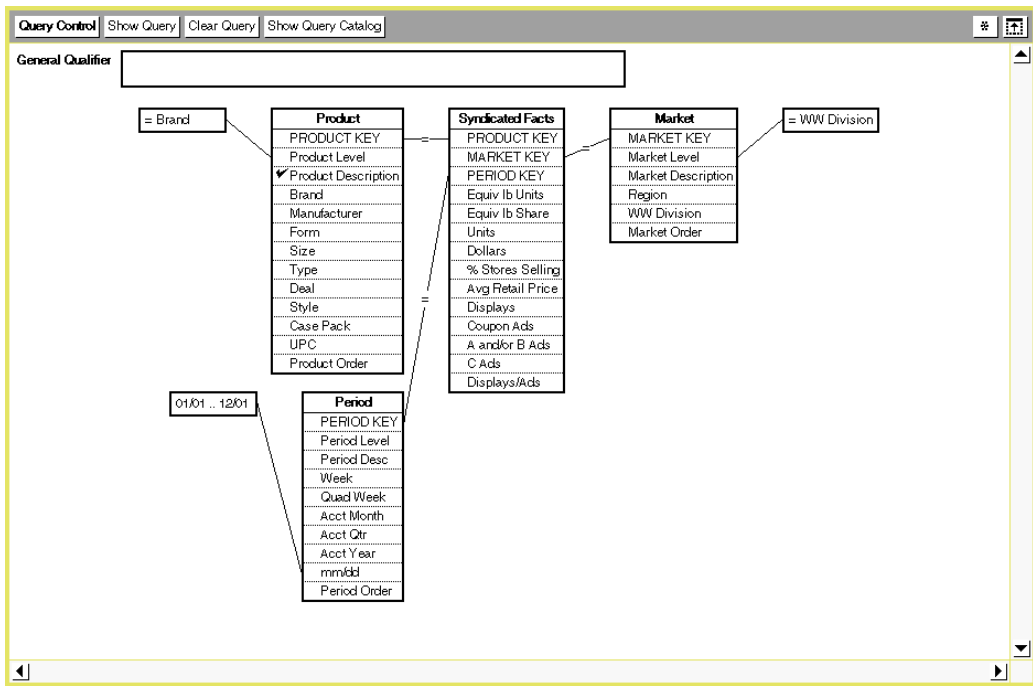 Query Control Show Query Clear Query Show Query Catalog *
General Qualifier
= Brand
Product
PRODUCT KEY
Product Level
Product Description
Brand
Manufacturer
Form
Size
Type
Deal
Style
Case Pack
UPC
Product Order
=
Syndicated Facts
PRODUCT KEY
MARKET KEY
PERIOD KEY
Equiv lb Units
Equiv lb Share
Units
Dollars
% Stores Selling
Avg Retail Price
Displays
Coupon Ads
A and/or B Ads
C Ads
Displays/Ads
=
Market
MARKET KEY
Market Level
Market Description
Region
WW Division
Market Order
= WW Division
=
01/01 .. 12/01
Period
PERIOD KEY
Period Level
Period Desc
Week
Quad Week
Acct Month
Acct Qtr
Acct Year
mm/dd
Period Order